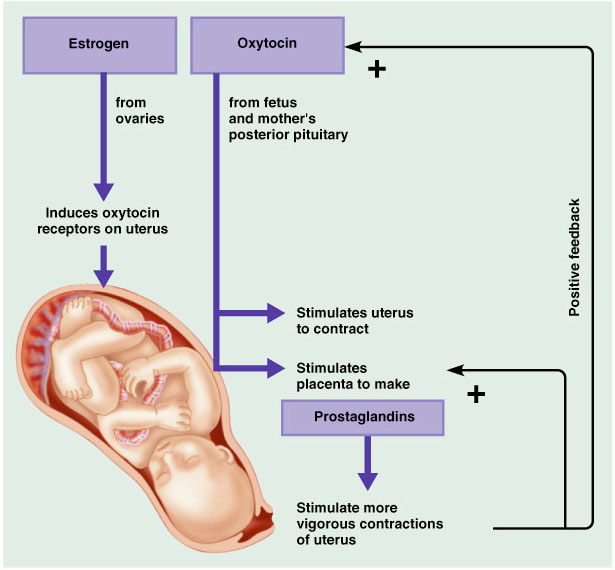 Estrogen
Oxytocin
+
from
ovaries
from fetus
and mother's
posterior pituitary
Induces oxytocin
receptors on uterus
Positive feedback
Stimulates uterus
to contract
Stimulates
placenta to make
+
Prostaglandins
Stimulate more
vigorous contractions
of uterus